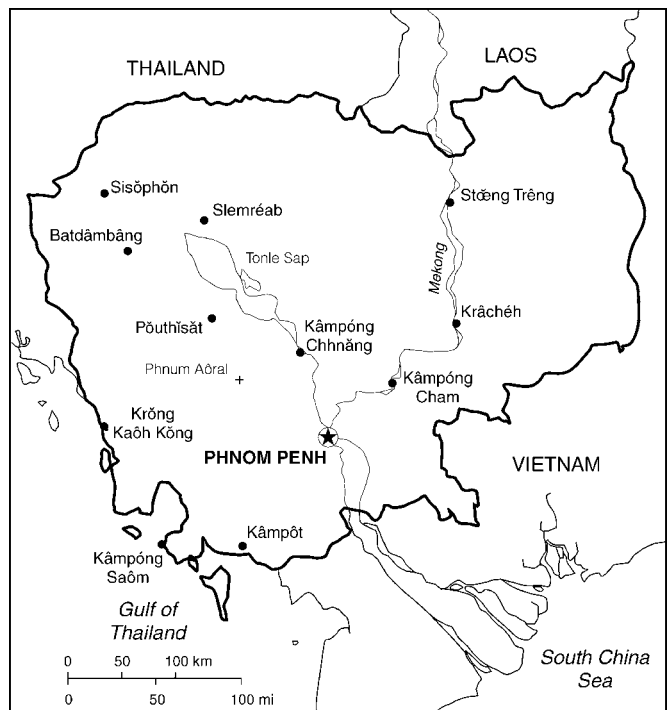 THAILAND
LAOS
Sisŏphŏn
Slemréab
Stŏĕng Trêng
Batdâmbâng
Tonle Sap
Mekong
Poŭthĭsăt
Kâmpóng
Chhnăng
Krâchéh
Phnum Aôral
Kâmpóng
Cham
Krŏng
Kaôh Kŏng
PHNOM PENH
VIETNAM
Kâmpôt
Kâmpóng
Saôm
Gulf of
Thailand
South China
Sea
0 50 100 km
0 50 100 mi